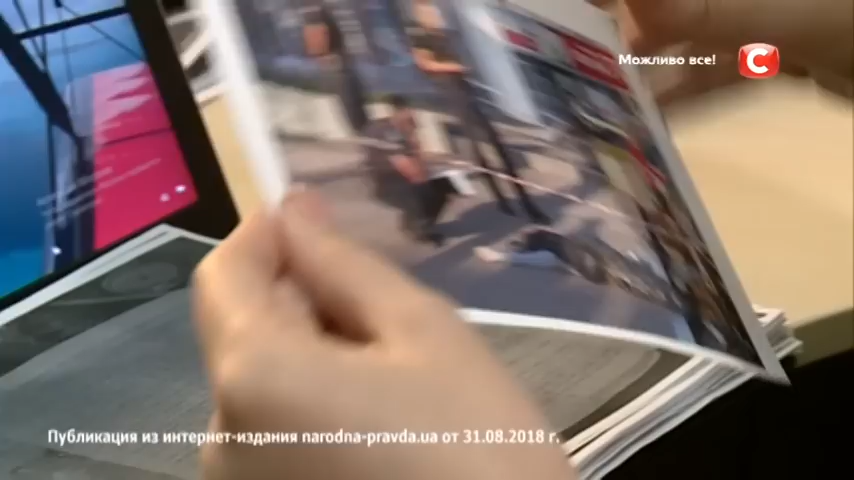 Можливо все! С
Публикация из интернет-издания narodna-pravda.ua от 31.08.2018 г.